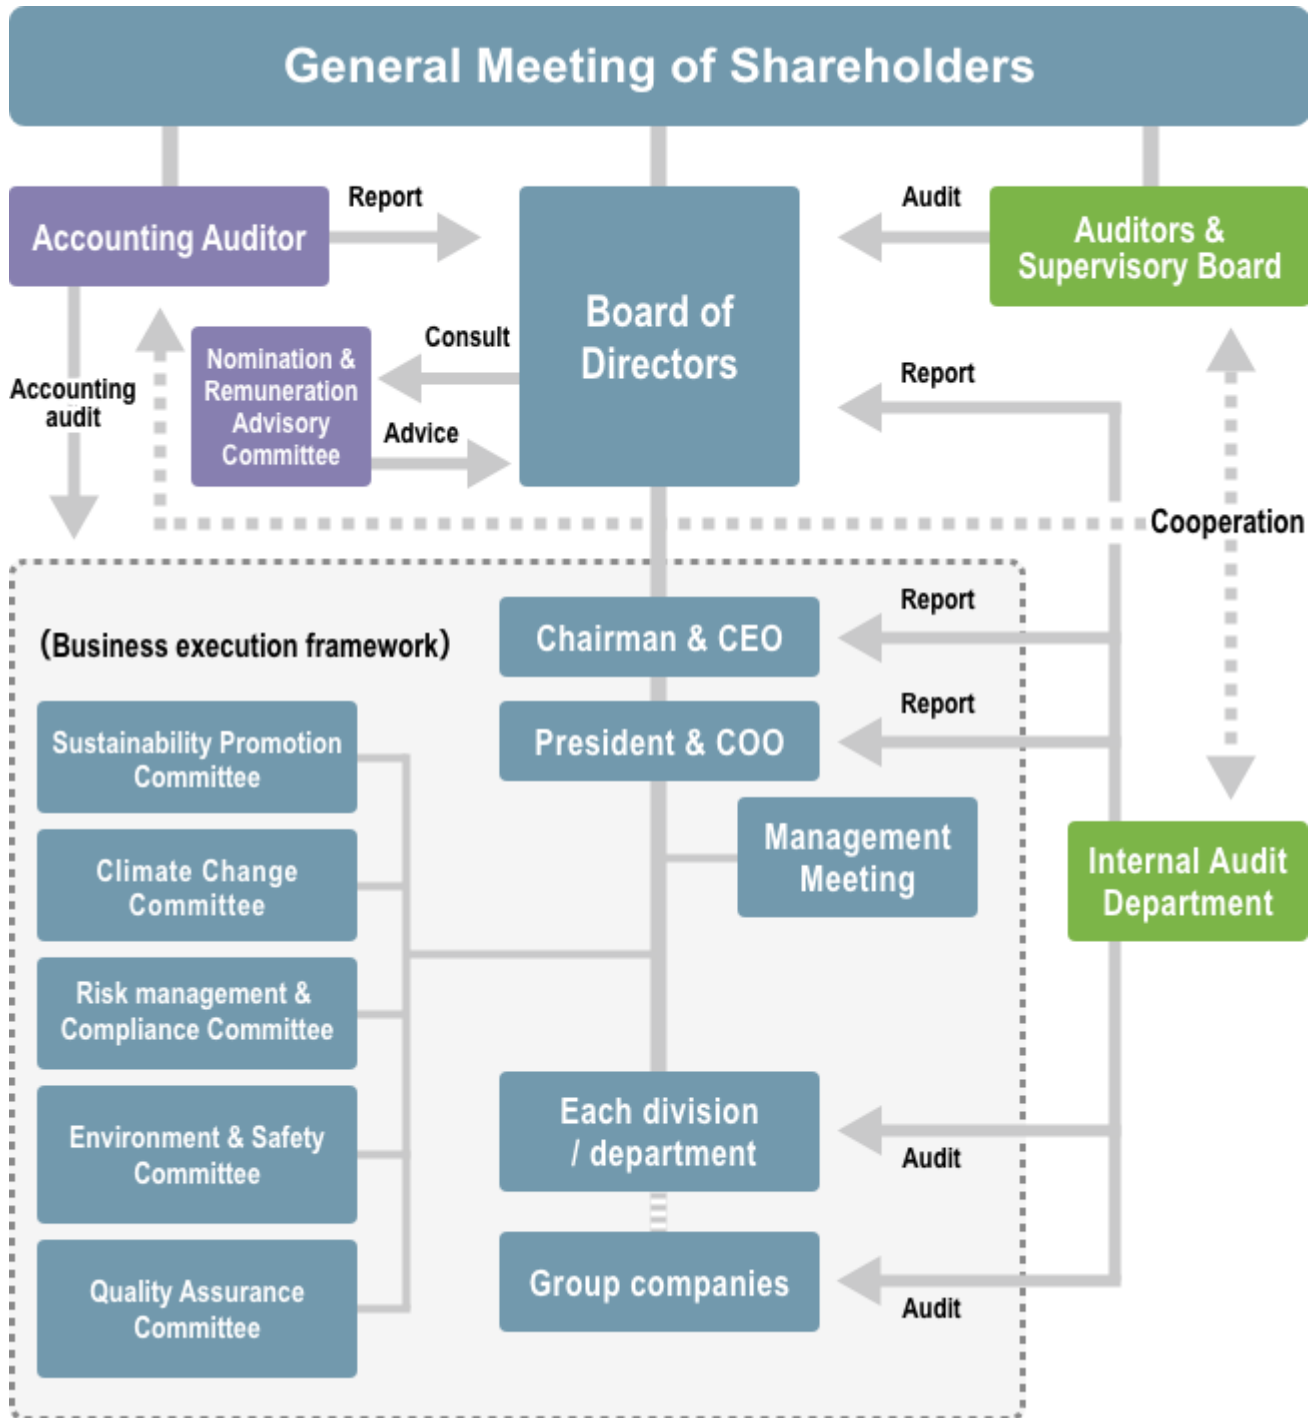 General Meeting of Shareholders
Accounting Auditor
Report
Board of
Directors
Audit
Auditors &
Supervisory Board
Nomination &
Remuneration
Advisory
Committee
Consult
Advice
Accounting
audit
Report
Cooperation
(Business execution framework)
Chairman & CEO
Report
President & COO
Report
Sustainability Promotion
Committee
Management
Meeting
Climate Change
Committee
Internal Audit
Department
Risk management &
Compliance Committee
Environment & Safety
Committee
Each division
/ department
Audit
Quality Assurance
Committee
Group companies
Audit